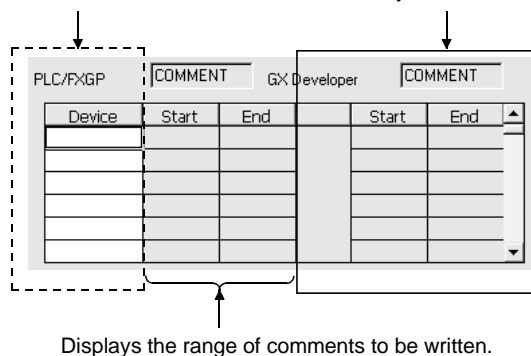 PLC/FXGP COMMENT GX Developer COMMENT
Device Start End Start End
Displays the range of comments to be written.